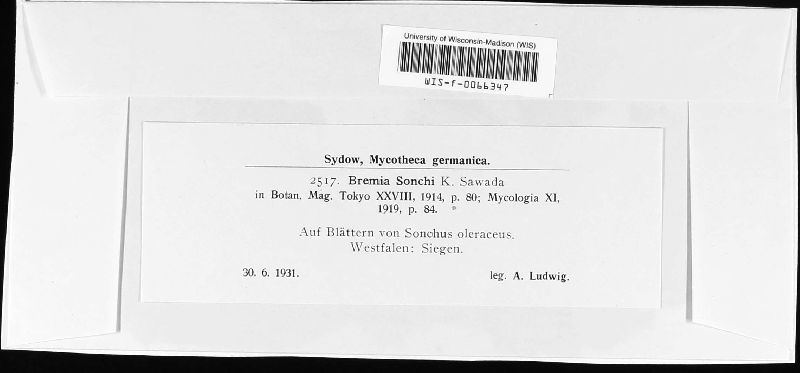 University of Wisconsin-Madison (WIS)
WIS-f-0066347
Sydow, Mycotheca germanica.
2517. Bremia Sonchi K. Sawada
in Botan. Mag. Tokyo XXVIII, 1914, p. 80; Mycologia XI,
1919, p. 84. *
Auf Blättern von Sonchus oleraceus.
Westfalen: Siegen.
30. 6. 1931. leg. A. Ludwig.